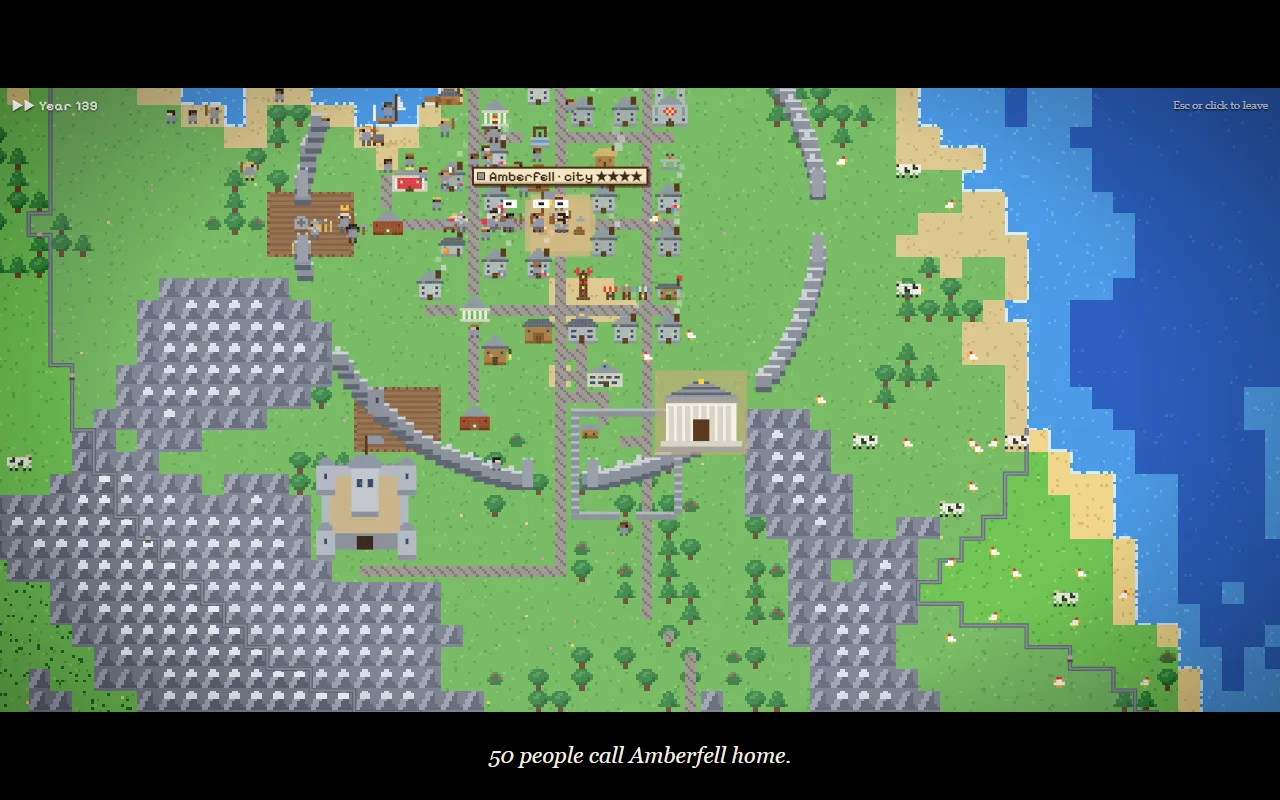 Year 139
Esc or click to leave
Amberfell · city ★★★★
50 people call Amberfell home.